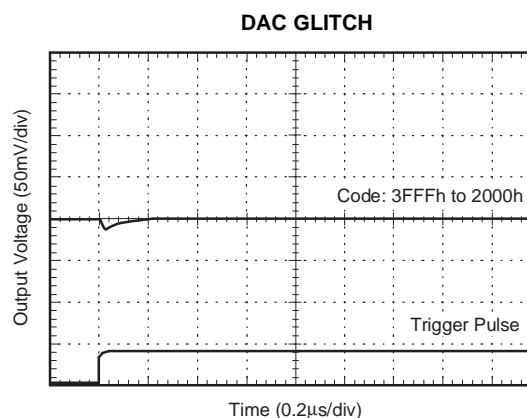 DAC GLITCH
Output Voltage (50mV/div)
Code: 3FFFh to 2000h
Trigger Pulse
Time (0.2µs/div)